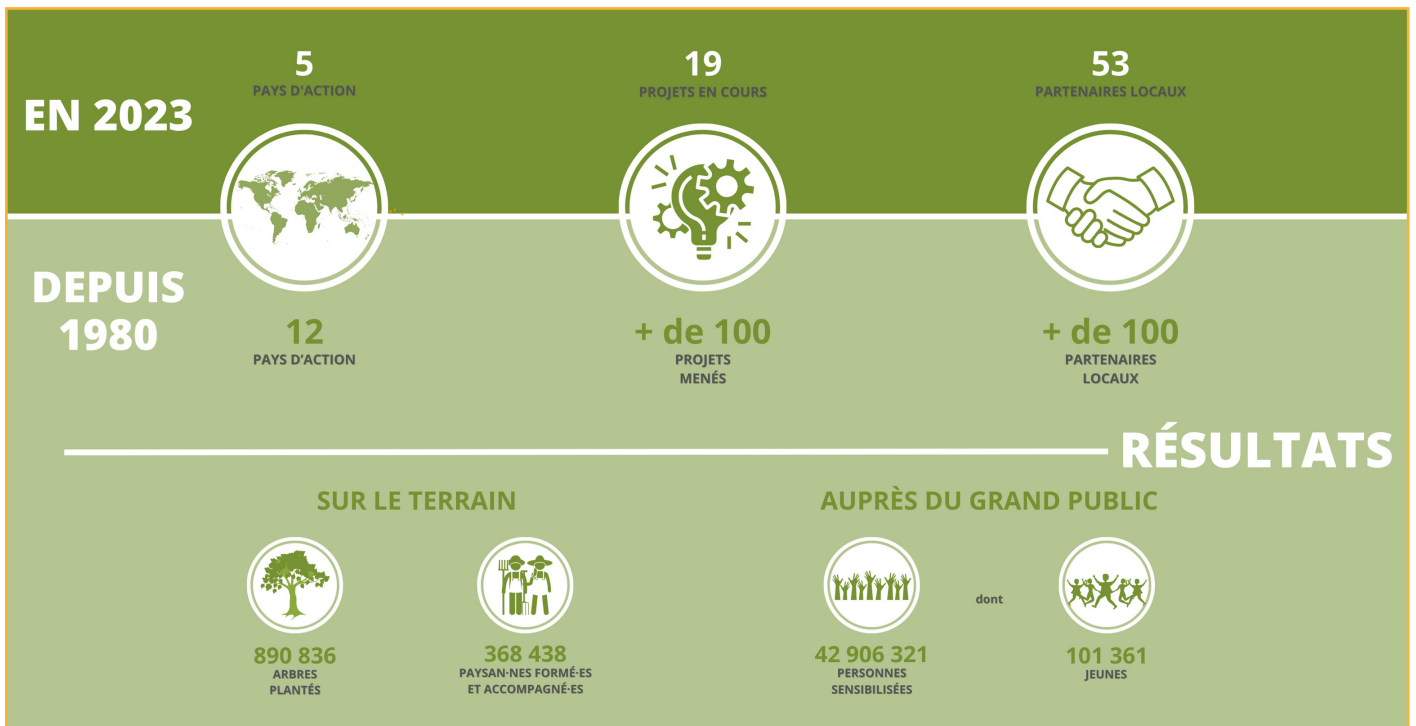 EN 2023
5
PAYS D'ACTION
19
PROJETS EN COURS
53
PARTENAIRES LOCAUX
DEPUIS
1980
12
PAYS D'ACTION
+ de 100
PROJETS
MENÉS
+ de 100
PARTENAIRES
LOCAUX
RÉSULTATS
SUR LE TERRAIN
890 836
ARBRES
PLANTÉS
368 438
PAYSAN·NES FORMÉ·ES
ET ACCOMPAGNÉ·ES
AUPRÈS DU GRAND PUBLIC
42 906 321
PERSONNES
SENSIBILISÉES
dont
101 361
JEUNES